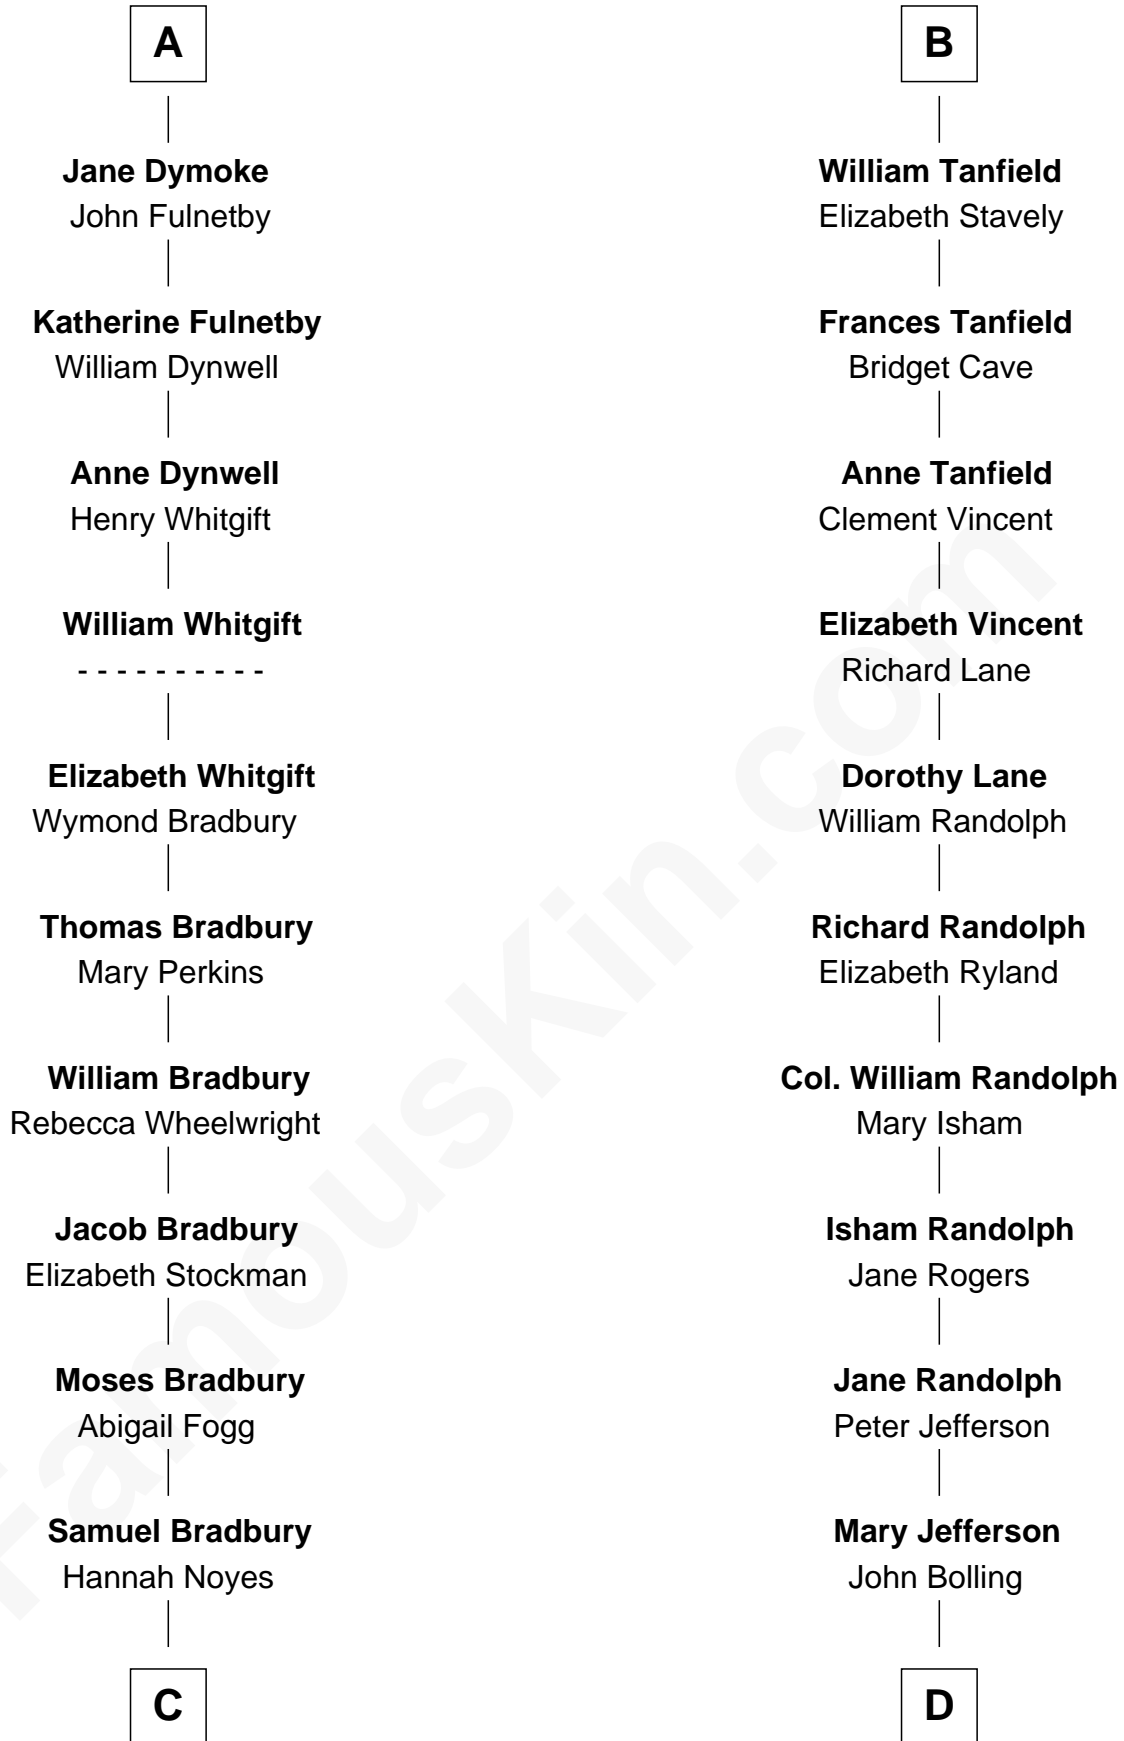 A
Jane Dymoke
John Fulnetby
Katherine Fulnetby
William Dynwell
Anne Dynwell
Henry Whitgift
William Whitgift
- - - - - - - - - -
Elizabeth Whitgift
Wymond Bradbury
Thomas Bradbury
Mary Perkins
William Bradbury
Rebecca Wheelwright
Jacob Bradbury
Elizabeth Stockman
Moses Bradbury
Abigail Fogg
Samuel Bradbury
Hannah Noyes
C
B
William Tanfield
Elizabeth Stavely
Frances Tanfield
Bridget Cave
Anne Tanfield
Clement Vincent
Elizabeth Vincent
Richard Lane
Dorothy Lane
William Randolph
Richard Randolph
Elizabeth Ryland
Col. William Randolph
Mary Isham
Isham Randolph
Jane Rogers
Jane Randolph
Peter Jefferson
Mary Jefferson
John Bolling
D
FamousKin.com